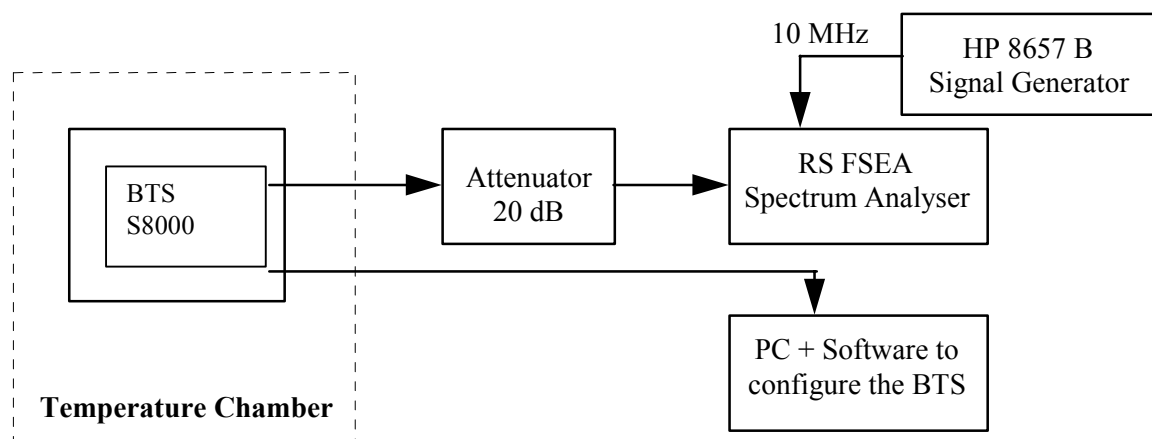 10 MHz
HP 8657 B
Signal Generator
BTS
S8000
Attenuator
20 dB
RS FSEA
Spectrum Analyser
PC + Software to
configure the BTS
Temperature Chamber